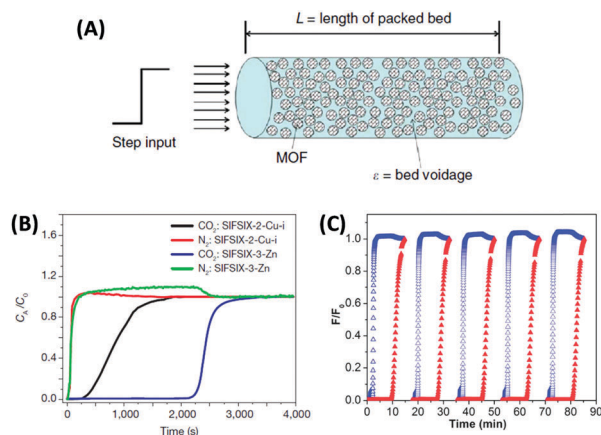 (A)
L = length of packed bed
Step input
MOF
ε = bed voidage
(B)
CO₂: SIFSIX-2-Cu-i
N₂: SIFSIX-2-Cu-i
CO₂: SIFSIX-3-Zn
N₂: SIFSIX-3-Zn
C_A/C₀
1.6
1.2
0.8
0.4
0.0
0 1,000 2,000 3,000 4,000
Time (s)
(C)
F/F
1.0
0.8
0.6
0.4
0.2
0.0
0 10 20 30 40 50 60 70 80 90
Time (min)